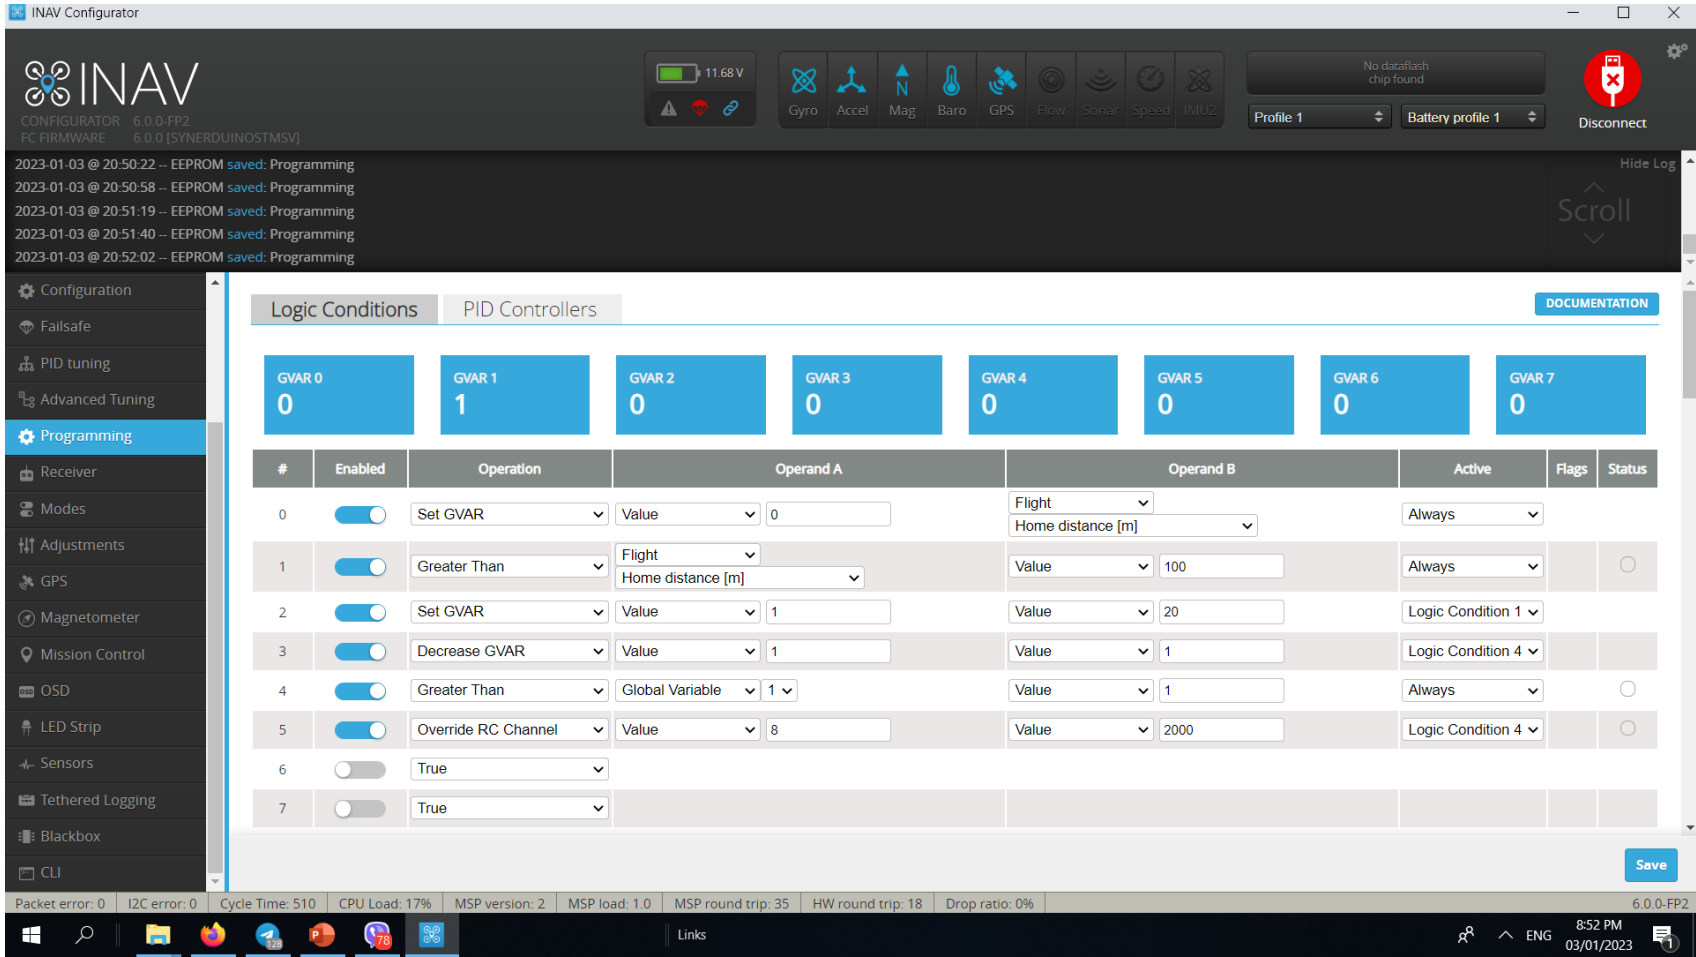 INAV Configurator
INAV
CONFIGURATOR 6.0.0-FP2
FC FIRMWARE 6.0.0 [SYNERDUINOSTMSV]
11.68 V
Gyro Accel Mag Baro GPS Flow Sonar Speed IMU2
N
No dataflash
chip found
Profile 1 Battery profile 1
Disconnect
2023-01-03 @ 20:50:22 -- EEPROM saved: Programming
2023-01-03 @ 20:50:58 -- EEPROM saved: Programming
2023-01-03 @ 20:51:19 -- EEPROM saved: Programming
2023-01-03 @ 20:51:40 -- EEPROM saved: Programming
2023-01-03 @ 20:52:02 -- EEPROM saved: Programming
Hide Log
Scroll
Configuration
Failsafe
PID tuning
Advanced Tuning
Programming
Receiver
Modes
Adjustments
GPS
Magnetometer
Mission Control
OSD
LED Strip
Sensors
Tethered Logging
Blackbox
CLI
Logic Conditions PID Controllers
DOCUMENTATION
GVAR 0 GVAR 1 GVAR 2 GVAR 3 GVAR 4 GVAR 5 GVAR 6 GVAR 7
0 1 0 0 0 0 0 0
# Enabled Operation Operand A Operand B Active Flags Status
0 Set GVAR Value 0 Flight Home distance [m] Always
1 Greater Than Flight Home distance [m] Value 100 Always
2 Set GVAR Value 1 Value 20 Logic Condition 1
3 Decrease GVAR Value 1 Value 1 Logic Condition 4
4 Greater Than Global Variable 1 Value 1 Always
5 Override RC Channel Value 8 Value 2000 Logic Condition 4
6 True
7 True
Save
Packet error: 0 I2C error: 0 Cycle Time: 510 CPU Load: 17% MSP version: 2 MSP load: 1.0 MSP round trip: 35 HW round trip: 18 Drop ratio: 0% 6.0.0-FP2
128 78 Links ENG 8:52 PM
03/01/2023
1